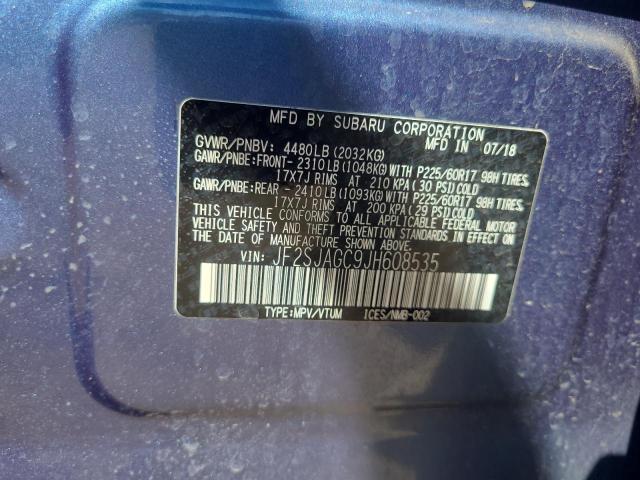 MFD BY SUBARU CORPORATION
MFD IN 07/18
GVWR/PNBV: 4480LB(2032KG)
GAWR/PNBE:FRONT- 2310LB(1048KG)WITH P225/60R17 98H TIRES,
17X7J RIMS AT 210 KPA(30 PSI)COLD
GAWR/PNBE:REAR - 2410LB(1093KG)WITH P225/60R17 98H TIRES,
17X7J RIMS AT 200 KPA(29 PSI)COLD
THIS VEHICLE CONFORMS TO ALL APPLICABLE FEDERAL MOTOR VEHICLE
SAFETY AND THEFT PREVENTION STANDARDS IN EFFECT ON
THE DATE OF MANUFACTURE SHOWN ABOVE.
VIN: JF2SJAGC9JH608535
TYPE:MPV/VTUM ICES/NMB-002